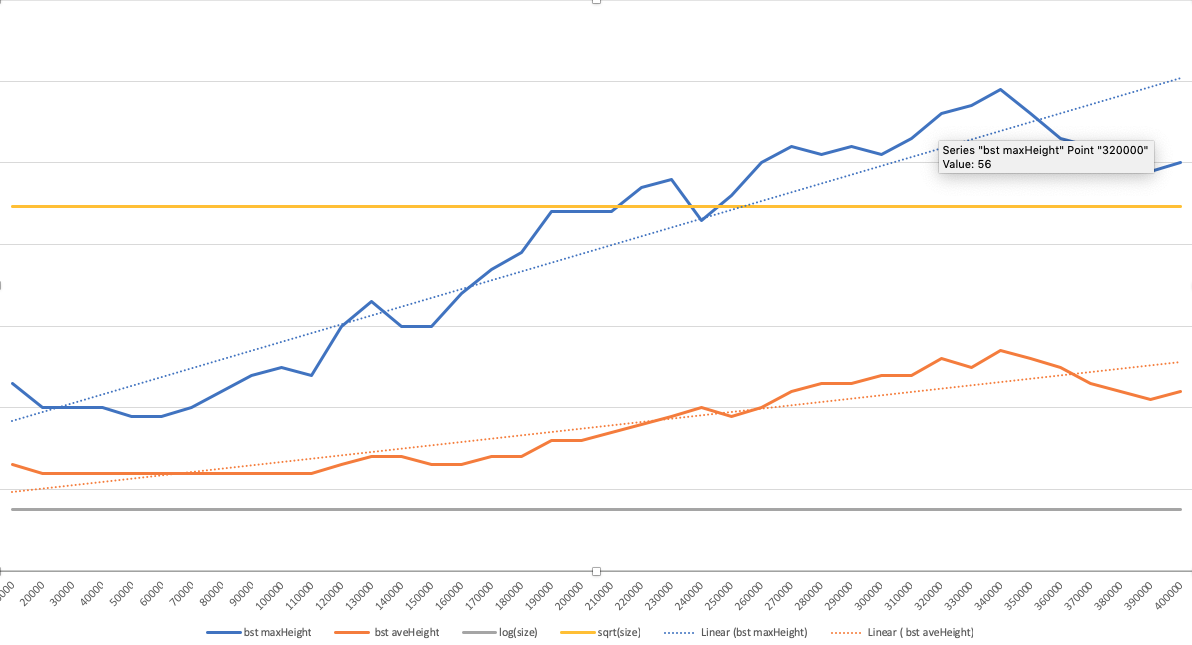 Series "bst maxHeight" Point "320000"
Value: 56
20000 30000 40000 50000 60000 70000 80000 90000 100000 110000 120000 130000 140000 150000 160000 170000 180000 190000 200000 210000 220000 230000 240000 250000 260000 270000 280000 290000 300000 310000 320000 330000 340000 350000 360000 370000 380000 390000 400000
bst maxHeight bst aveHeight log(size) sqrt(size) Linear (bst maxHeight) Linear ( bst aveHeight)